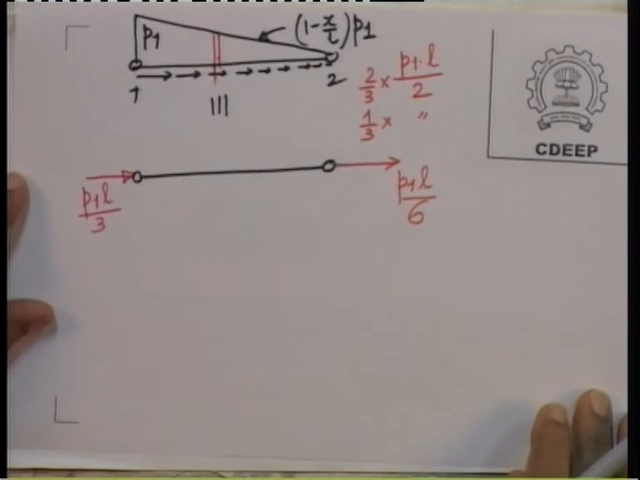 p₁
(1-x/l)p₁
1
2
|||
2/3 × p₁·l/2
1/3 × "
p₁l/3
p₁l/6
CDEEP